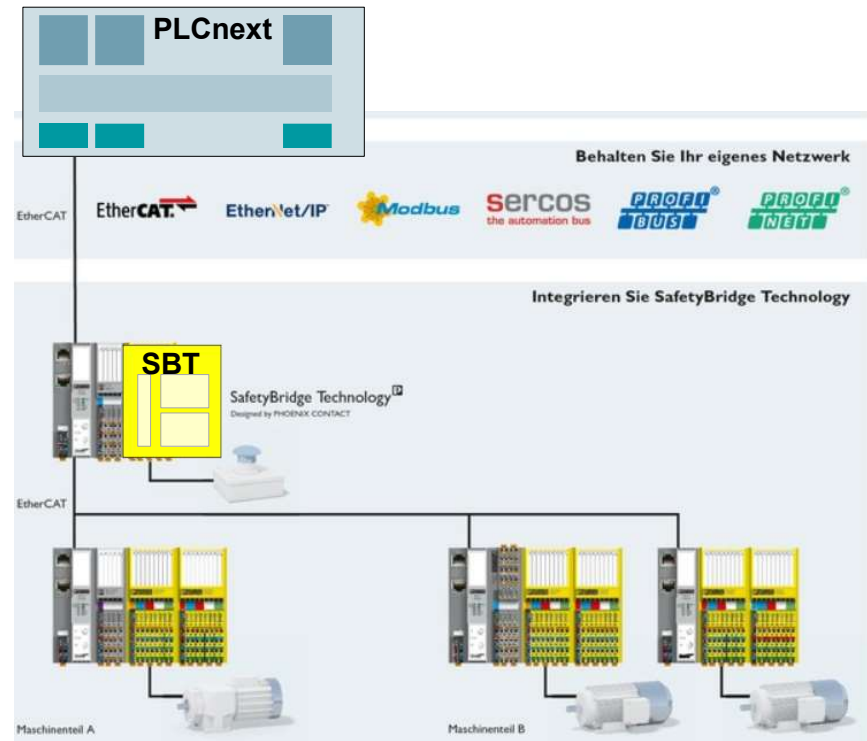 PLCnext
Behalten Sie Ihr eigenes Netzwerk
EtherCAT
EtherCAT.
EtherNet/IP
Modbus
sercos
the automation bus
PROFI
BUS
PROFI
NET
Integrieren Sie SafetyBridge Technology
SBT
SafetyBridge Technology
Designed by PHOENIX CONTACT
EtherCAT
Maschinenteil A
Maschinenteil B